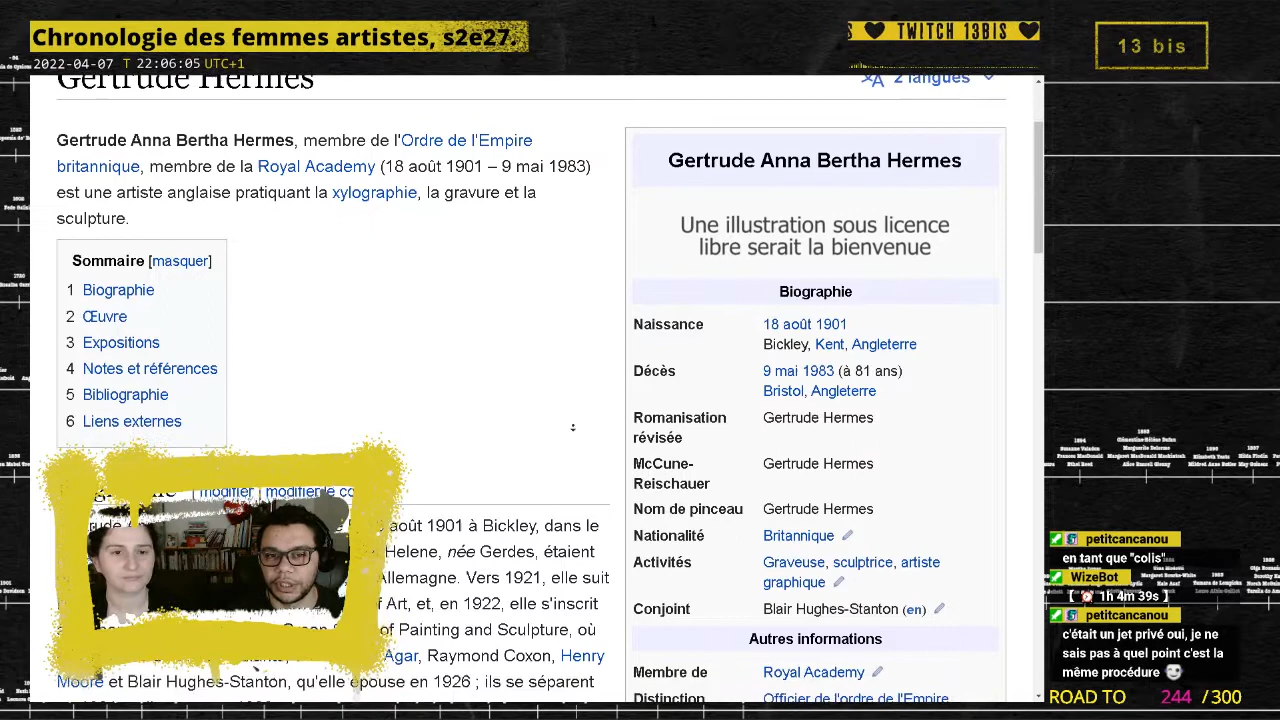 Chronologie des femmes artistes, s2e27
TWITCH 13BIS
13 bis
2022-04-07 T 22:06:05 UTC+1
Gertrude Hermes
2 langues
Gertrude Anna Bertha Hermes, membre de l'Ordre de l'Empire
britannique, membre de la Royal Academy (18 août 1901 – 9 mai 1983)
est une artiste anglaise pratiquant la xylographie, la gravure et la
sculpture.
Sommaire [masquer]
1 Biographie
2 Œuvre
3 Expositions
4 Notes et références
5 Bibliographie
6 Liens externes
modifier modifier le co
août 1901 à Bickley, dans le
Helene, née Gerdes, étaient
Allemagne. Vers 1921, elle suit
f Art, et, en 1922, elle s'inscrit
of Painting and Sculpture, où
Agar, Raymond Coxon, Henry
Moore et Blair Hughes-Stanton, qu'elle épouse en 1926 ; ils se séparent
Gertrude Anna Bertha Hermes
Une illustration sous licence
libre serait la bienvenue
Biographie
Naissance 18 août 1901
Bickley, Kent, Angleterre
Décès 9 mai 1983 (à 81 ans)
Bristol, Angleterre
Romanisation révisée Gertrude Hermes
McCune-Reischauer Gertrude Hermes
Nom de pinceau Gertrude Hermes
Nationalité Britannique
Activités Graveuse, sculptrice, artiste
graphique
Conjoint Blair Hughes-Stanton (en)
Autres informations
Membre de Royal Academy
Distinction Officier de l'ordre de l'Empire
petitcancanou
en tant que "colis"
WizeBot
【 1h 4m 39s 】
petitcancanou
c'était un jet privé oui, je ne
sais pas à quel point c'est la
même procédure
ROAD TO 244 / 300